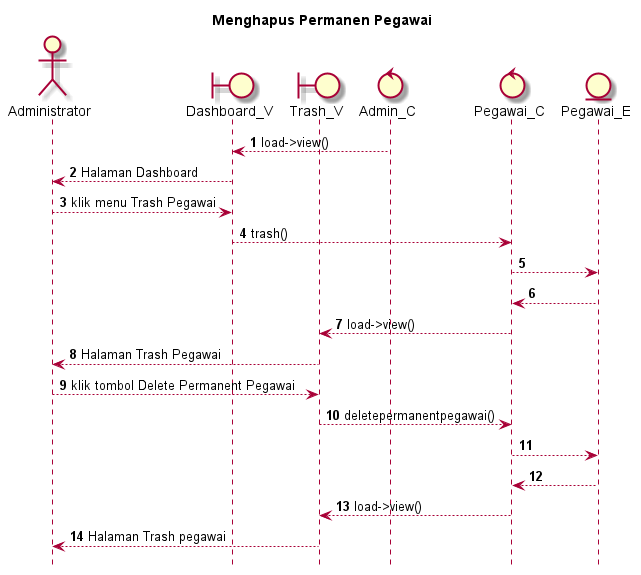 Menghapus Permanen Pegawai
Administrator
Dashboard_V
Trash_V
Admin_C
Pegawai_C
Pegawai_E
1 load->view()
2 Halaman Dashboard
3 klik menu Trash Pegawai
4 trash()
5
6
7 load->view()
8 Halaman Trash Pegawai
9 klik tombol Delete Permanent Pegawai
10 deletepermanentpegawai()
11
12
13 load->view()
14 Halaman Trash pegawai